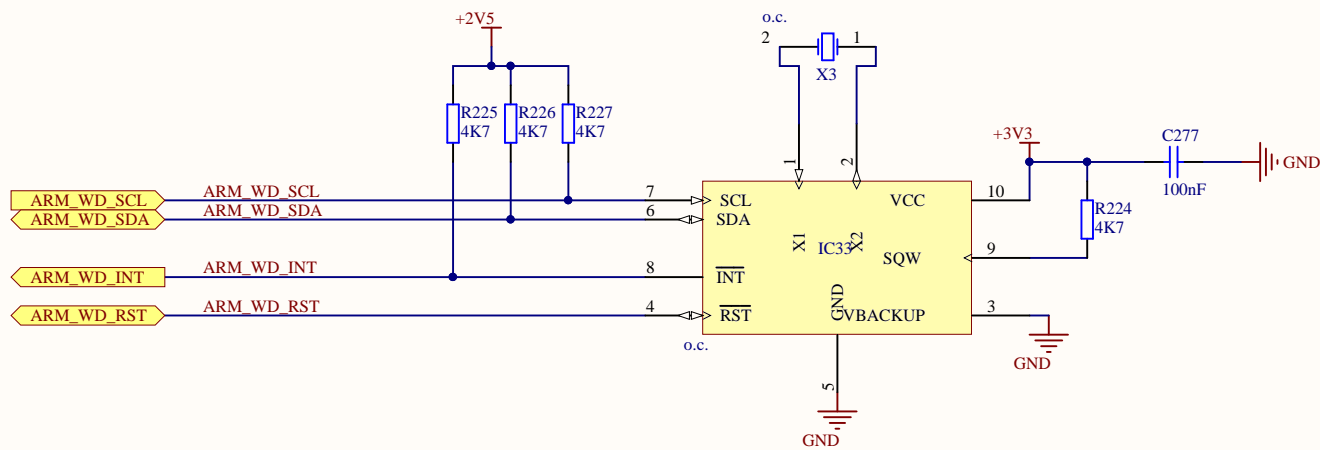 +2V5
o.c.
2
1
X3
R225
4K7
R226
4K7
R227
4K7
+3V3
C277
100nF
GND
1
2
ARM_WD_SCL
ARM_WD_SCL
7
SCL
VCC
10
ARM_WD_SDA
ARM_WD_SDA
6
SDA
R224
4K7
X1
X2
IC33
SQW
9
ARM_WD_INT
ARM_WD_INT
8
INT
ARM_WD_RST
ARM_WD_RST
4
RST
GND
VBACKUP
3
o.c.
GND
5
GND